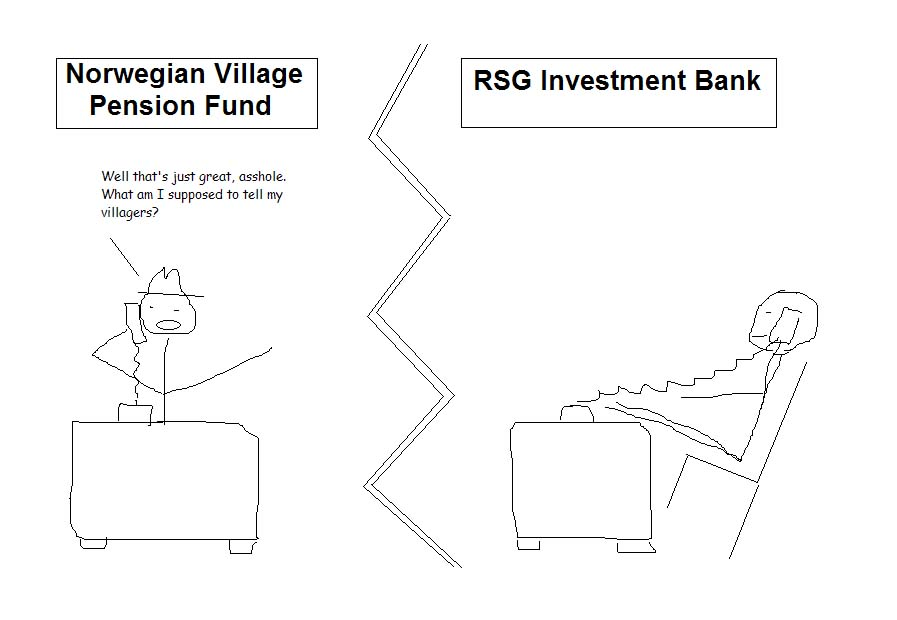 Norwegian Village
Pension Fund
RSG Investment Bank
Well that's just great, asshole.
What am I supposed to tell my
villagers?